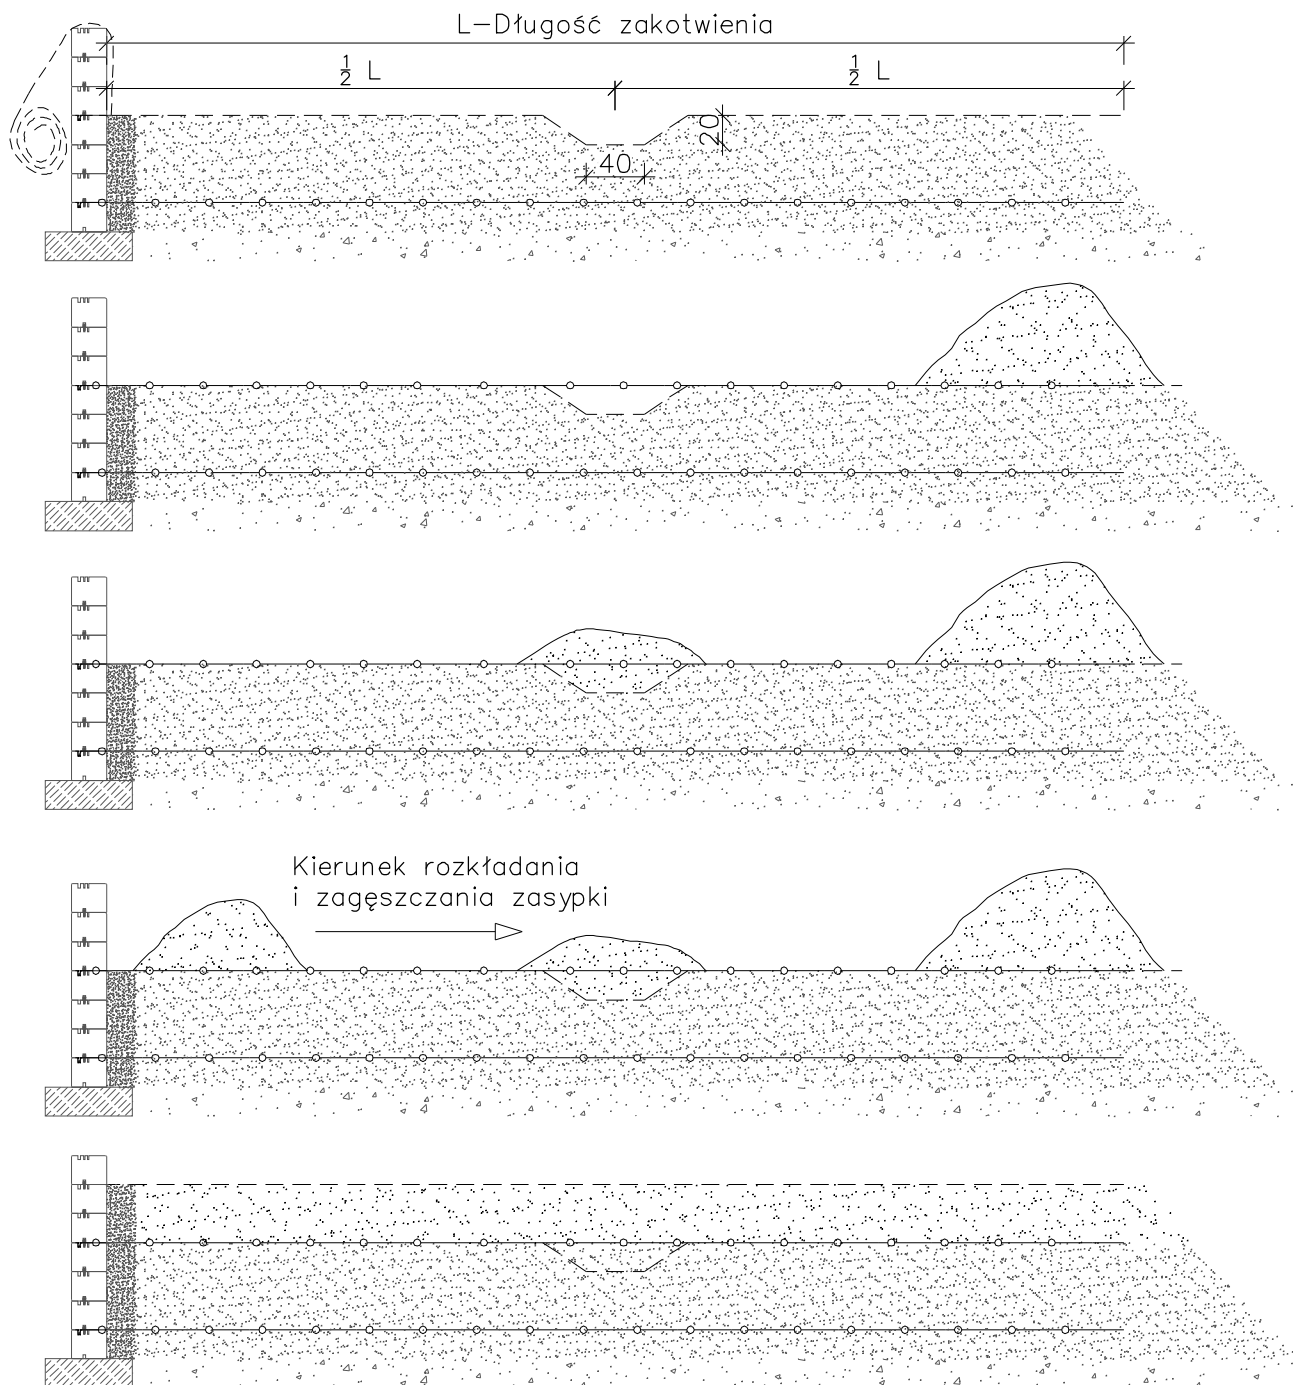 L-Długość zakotwienia
½ L
½ L
20
40
Kierunek rozkładania
i zagęszczania zasypki